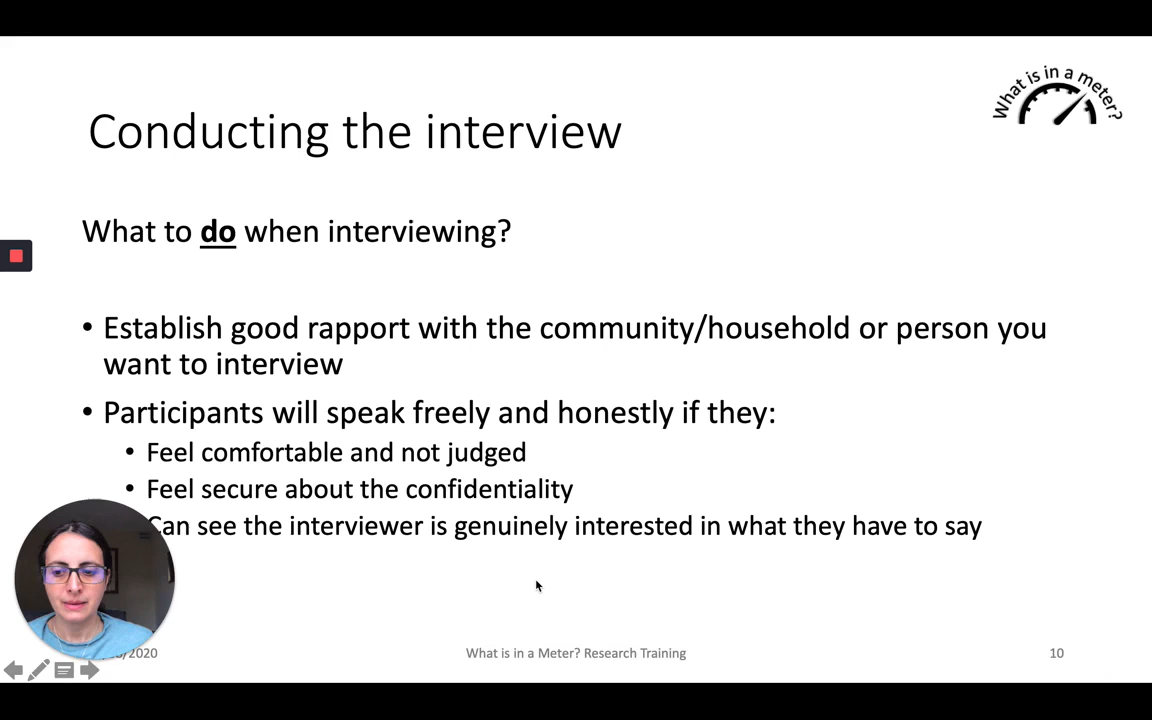 What is in a meter?
Conducting the interview
What to do when interviewing?
• Establish good rapport with the community/household or person you
want to interview
• Participants will speak freely and honestly if they:
• Feel comfortable and not judged
• Feel secure about the confidentiality
Can see the interviewer is genuinely interested in what they have to say
/2020
What is in a Meter? Research Training
10